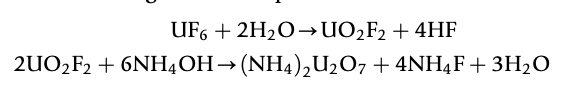 UF₆ + 2H₂O→UO₂F₂ + 4HF
2UO₂F₂ + 6NH₄OH→(NH₄)₂U₂O₇ + 4NH₄F + 3H₂O